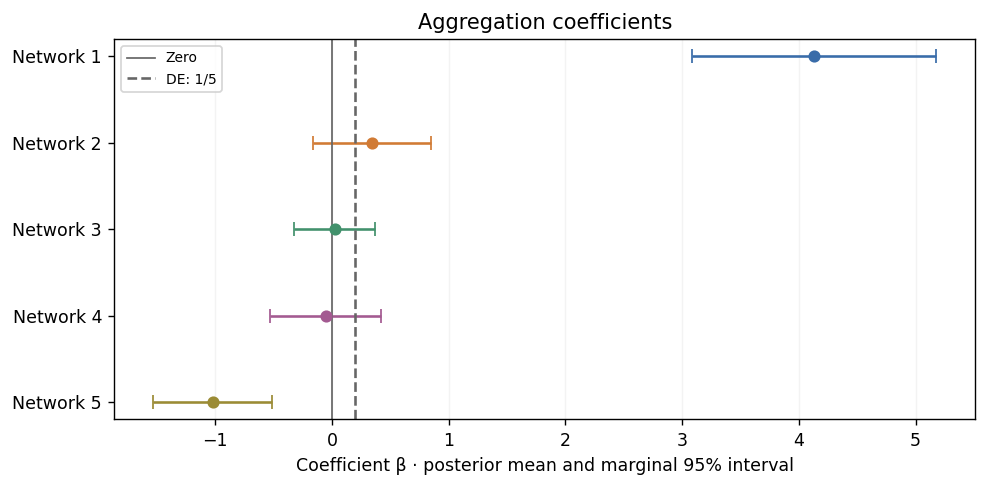 Aggregation coefficients
Zero
DE: 1/5
Network 1
Network 2
Network 3
Network 4
Network 5
−1 0 1 2 3 4 5
Coefficient β · posterior mean and marginal 95% interval